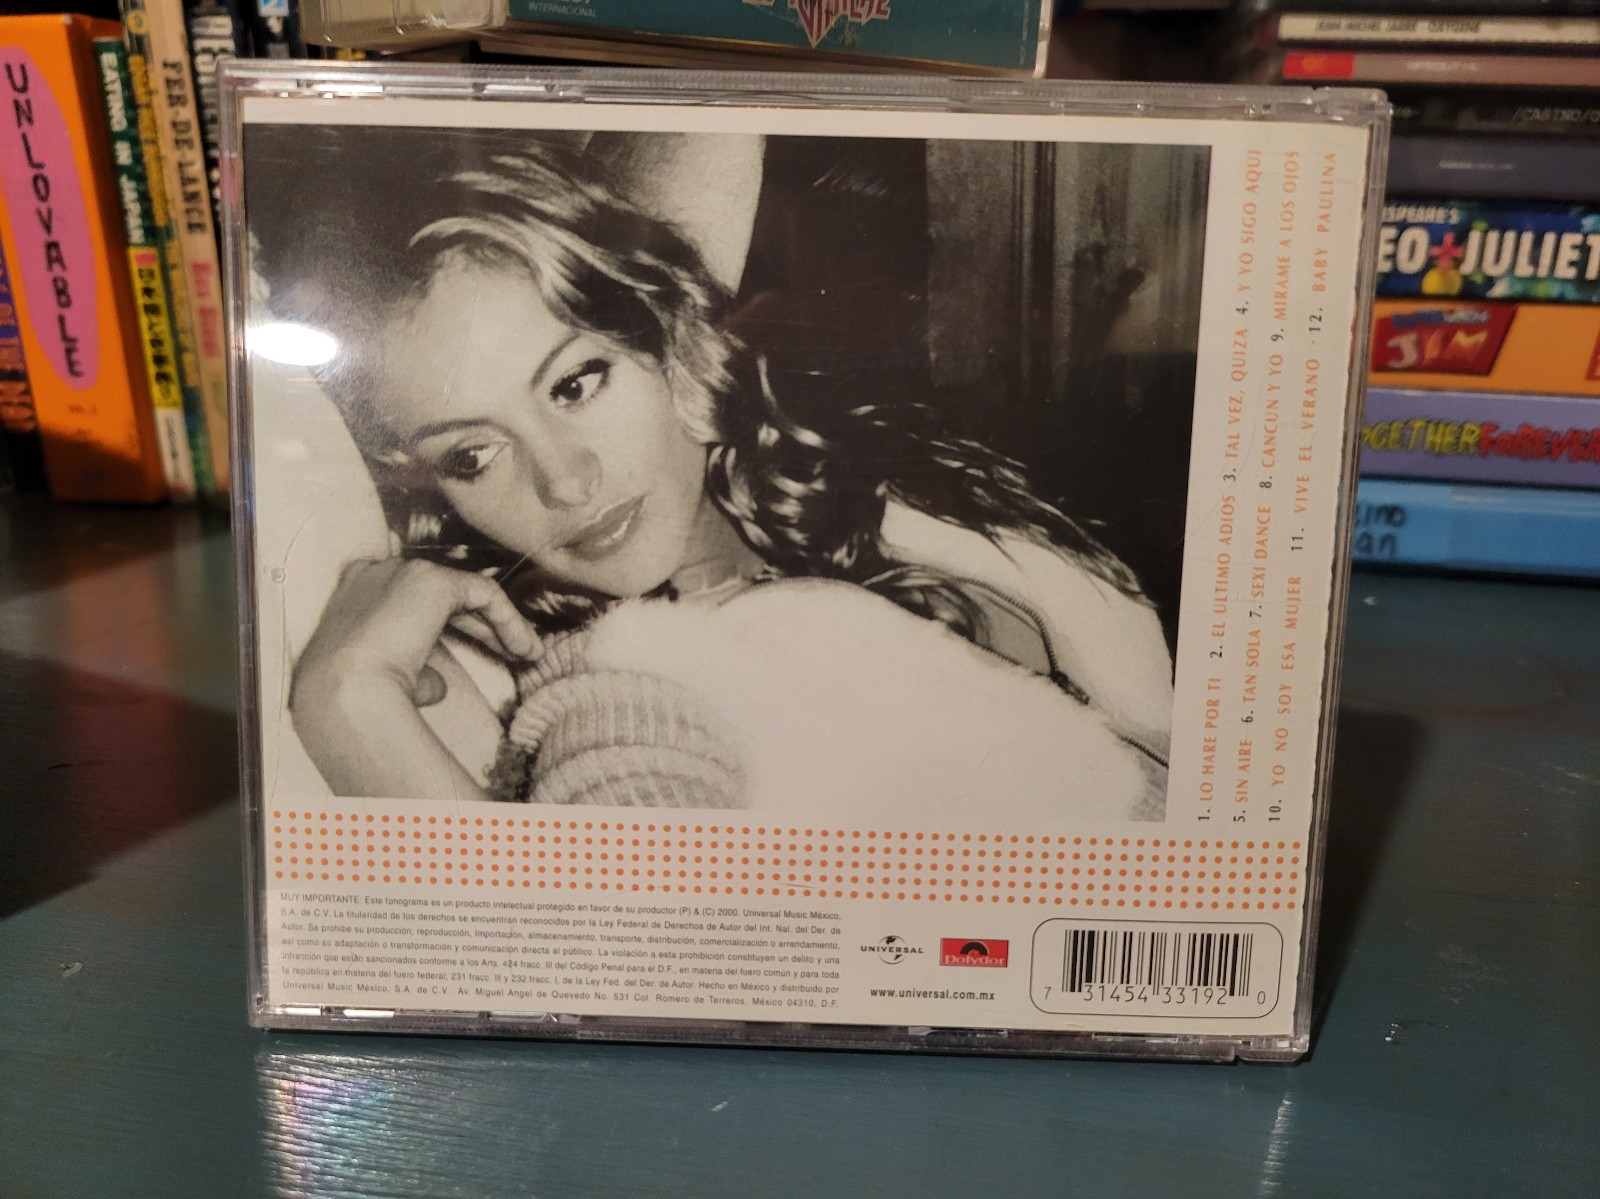 INTERNACIONAL
UNLOVABLE
VOL. 1
EATING IN JAPAN
FER-DE-LANCE
JEAN MICHEL JARRE OXYGENE
/CASINO/
SPEARE'S
EO+JULIET
JIM
GETHER FOREVER
1. LO HARE POR TI 2. EL ULTIMO ADIOS 3. TAL VEZ, QUIZA 4. Y YO SIGO AQUI
5. SIN AIRE 6. TAN SOLA 7. SEXI DANCE 8. CANCUN Y YO 9. MIRAME A LOS OJOS
10. YO NO SOY ESA MUJER 11. VIVE EL VERANO 12. BABY PAULINA
MUY IMPORTANTE: Este fonograma es un producto intelectual protegido en favor de su productor (P) & (C) 2000. Universal Music México,
S.A. de C.V. La titularidad de los derechos se encuentran reconocidos por la Ley Federal de Derechos de Autor del Int. Nal. del Der. de
Autor. Se prohibe su producción; reproducción, Importación, almacenamiento, transporte, distribución, comercialización o arrendamiento,
así como su adaptación o transformación y comunicación directa al público. La violación a esta prohibición constituyen un delito y una
infracción que están sancionados conforme a los Arts. 424 fracc. III del Código Penal para el D.F., en materia del fuero común y para toda
la república en materia del fuero federal; 231 fracc. III y 232 fracc. I, de la Ley Fed. del Der. de Autor. Hecho en México y distribuido por
Universal Music México, S.A. de C.V. Av. Miguel Angel de Quevedo No. 531 Col. Romero de Terreros, México 04310, D.F.
UNIVERSAL
Polydor
www.universal.com.mx
7 31454 33192 0